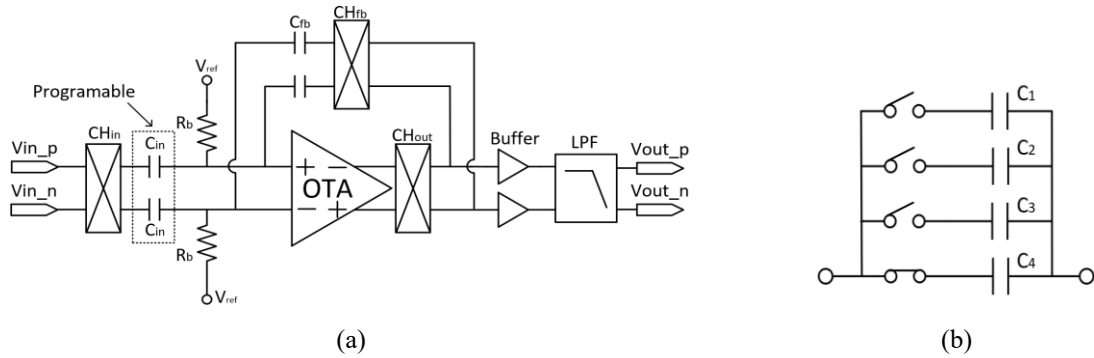 CHfb
Cfb
Vref
Programable
Rb
CHin
Cin
CHout
Buffer
LPF
Vin_p
Vout_p
+ −
OTA
Vin_n
Vout_n
− +
Cin
Rb
Vref
(a)
C1
C2
C3
C4
(b)